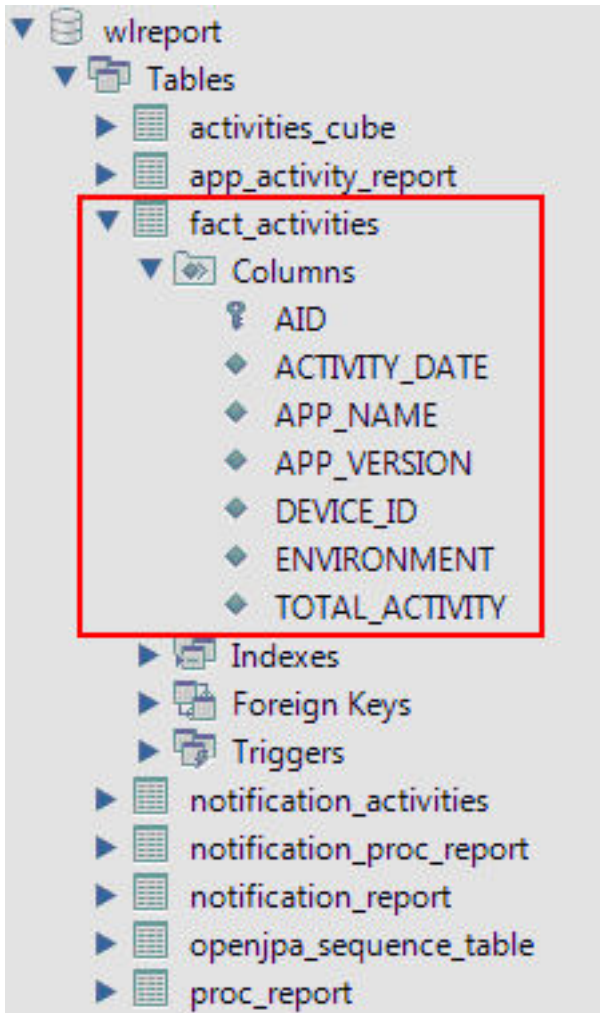 wlreport
Tables
activities_cube
app_activity_report
fact_activities
Columns
AID
ACTIVITY_DATE
APP_NAME
APP_VERSION
DEVICE_ID
ENVIRONMENT
TOTAL_ACTIVITY
Indexes
Foreign Keys
Triggers
notification_activities
notification_proc_report
notification_report
openjpa_sequence_table
proc_report